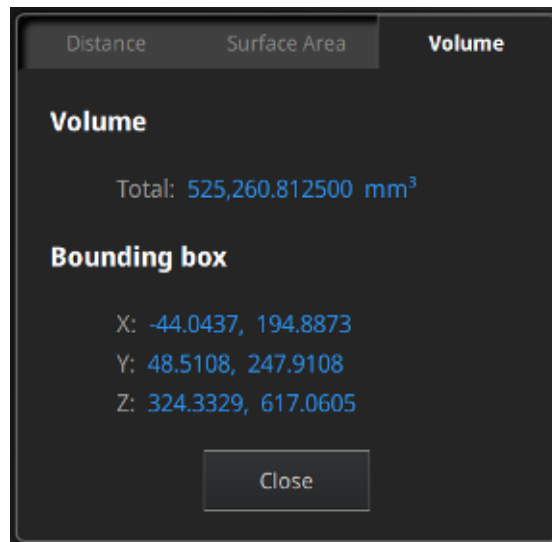 Distance Surface Area Volume
Volume
Total: 525,260.812500 mm³
Bounding box
X: -44.0437, 194.8873
Y: 48.5108, 247.9108
Z: 324.3329, 617.0605
Close